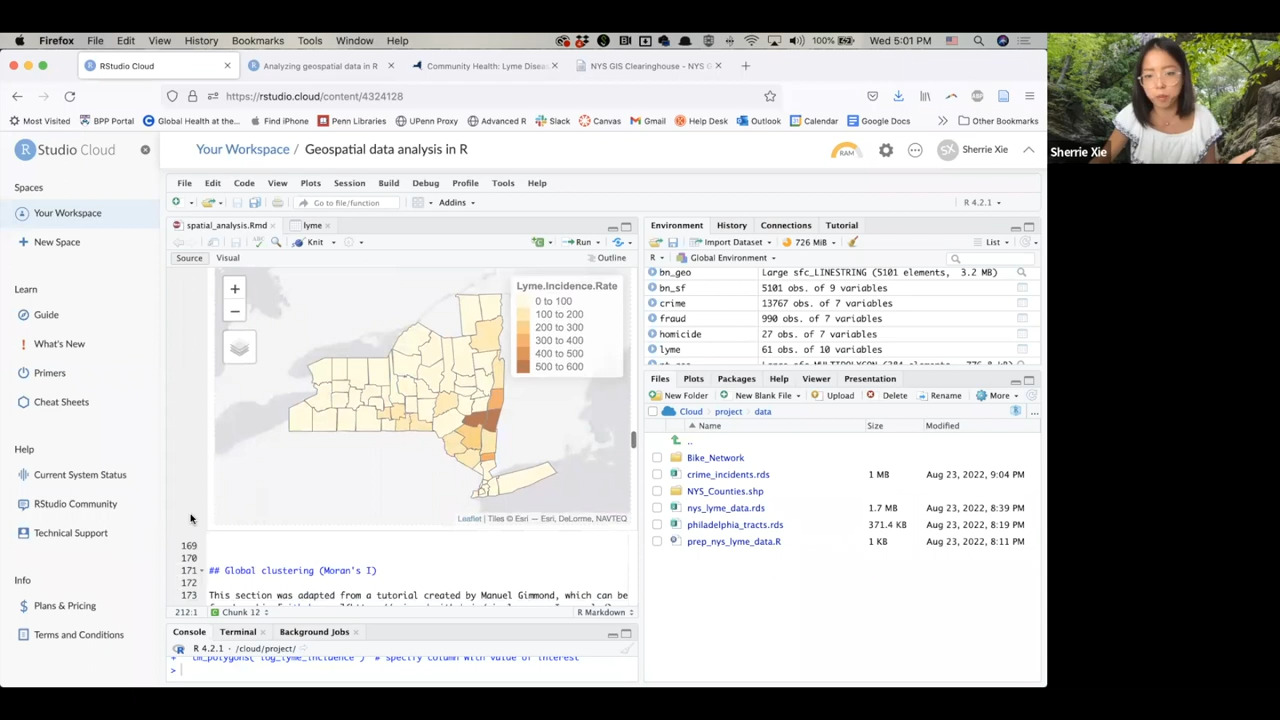 Firefox File Edit View History Bookmarks Tools Window Help 100% Wed 5:01 PM
RStudio Cloud Analyzing geospatial data in R Community Health: Lyme Diseas NYS GIS Clearinghouse - NYS G
https://rstudio.cloud/content/4324128
Most Visited BPP Portal Global Health at the... Find iPhone Penn Libraries UPenn Proxy Advanced R Slack Canvas Gmail Help Desk Outlook Calendar Google Docs Other Bookmarks
Sherrie Xie
R Studio Cloud
Your Workspace / Geospatial data analysis in R
RAM
SX Sherrie Xie
Spaces
Your Workspace
New Space
Learn
Guide
What's New
Primers
Cheat Sheets
Help
Current System Status
RStudio Community
Technical Support
Info
Plans & Pricing
Terms and Conditions
File Edit Code View Plots Session Build Debug Profile Tools Help
Go to file/function Addins R 4.2.1
spatial_analysis.Rmd lyme
Knit Run
Source Visual Outline
+
−
Lyme.Incidence.Rate
0 to 100
100 to 200
200 to 300
300 to 400
400 to 500
500 to 600
Leaflet | Tiles © Esri — Esri, DeLorme, NAVTEQ
169
170
171 ## Global clustering (Moran's I)
172
173 This section was adapted from a tutorial created by Manuel Gimmond, which can be
212:1 Chunk 12 R Markdown
Console Terminal Background Jobs
R 4.2.1 · /cloud/project/
+ tm_polygons("log_lyme_incidence") # specify column with value of interest
>
Environment History Connections Tutorial
Import Dataset 726 MiB List
R Global Environment
bn_geo Large sfc_LINESTRING (5101 elements, 3.2 MB)
bn_sf 5101 obs. of 9 variables
crime 13767 obs. of 7 variables
fraud 990 obs. of 7 variables
homicide 27 obs. of 7 variables
lyme 61 obs. of 10 variables
Files Plots Packages Help Viewer Presentation
New Folder New Blank File Upload Delete Rename More
Cloud project data
Name Size Modified
..
Bike_Network
crime_incidents.rds 1 MB Aug 23, 2022, 9:04 PM
NYS_Counties.shp
nys_lyme_data.rds 1.7 MB Aug 23, 2022, 8:39 PM
philadelphia_tracts.rds 371.4 KB Aug 23, 2022, 8:19 PM
prep_nys_lyme_data.R 1 KB Aug 23, 2022, 8:11 PM